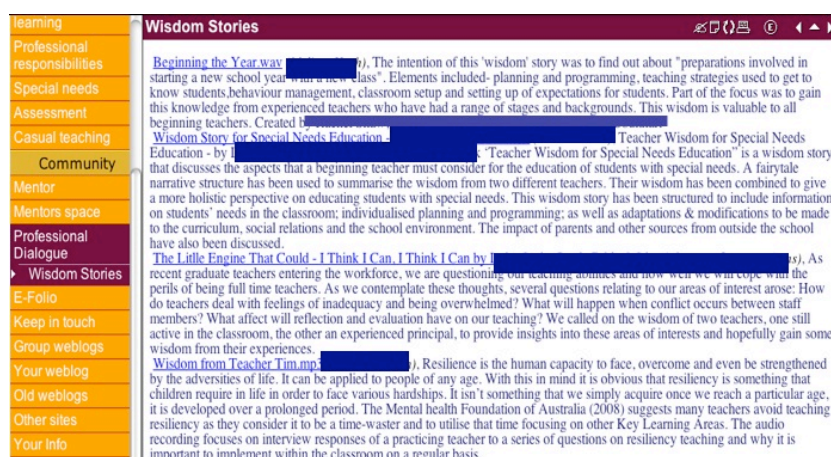 learning
Professional
responsibilities
Special needs
Assessment
Casual teaching
Community
Mentor
Mentors space
Professional
Dialogue
Wisdom Stories
E-Folio
Keep in touch
Group weblogs
Your weblog
Old weblogs
Other sites
Your Info
Wisdom Stories
E
Beginning the Year.wav ), The intention of this 'wisdom' story was to find out about "preparations involved in
starting a new school year with a new class". Elements included- planning and programming, teaching strategies used to get to
know students,behaviour management, classroom setup and setting up of expectations for students. Part of the focus was to gain
this knowledge from experienced teachers who have had a range of stages and backgrounds. This wisdom is valuable to all
beginning teachers. Created by
Wisdom Story for Special Needs Education - Teacher Wisdom for Special Needs
Education - by "Teacher Wisdom for Special Needs Education" is a wisdom story
that discusses the aspects that a beginning teacher must consider for the education of students with special needs. A fairytale
narrative structure has been used to summarise the wisdom from two different teachers. Their wisdom has been combined to give
a more holistic perspective on educating students with special needs. This wisdom story has been structured to include information
on students' needs in the classroom; individualised planning and programming; as well as adaptations & modifications to be made
to the curriculum, social relations and the school environment. The impact of parents and other sources from outside the school
have also been discussed.
The Litlle Engine That Could - I Think I Can, I Think I Can by ), As
recent graduate teachers entering the workforce, we are questioning our teaching abilities and how well we will cope with the
perils of being full time teachers. As we contemplate these thoughts, several questions relating to our areas of interest arose: How
do teachers deal with feelings of inadequacy and being overwhelmed? What will happen when conflict occurs between staff
members? What affect will reflection and evaluation have on our teaching? We called on the wisdom of two teachers, one still
active in the classroom, the other an experienced principal, to provide insights into these areas of interests and hopefully gain some
wisdom from their experiences.
Wisdom from Teacher Tim.mp3 ), Resilience is the human capacity to face, overcome and even be strengthened
by the adversities of life. It can be applied to people of any age. With this in mind it is obvious that resiliency is something that
children require in life in order to face various hardships. It isn't something that we simply acquire once we reach a particular age,
it is developed over a prolonged period. The Mental health Foundation of Australia (2008) suggests many teachers avoid teaching
resiliency as they consider it to be a time-waster and to utilise that time focusing on other Key Learning Areas. The audio
recording focuses on interview responses of a practicing teacher to a series of questions on resiliency teaching and why it is
important to implement within the classroom on a regular basis.